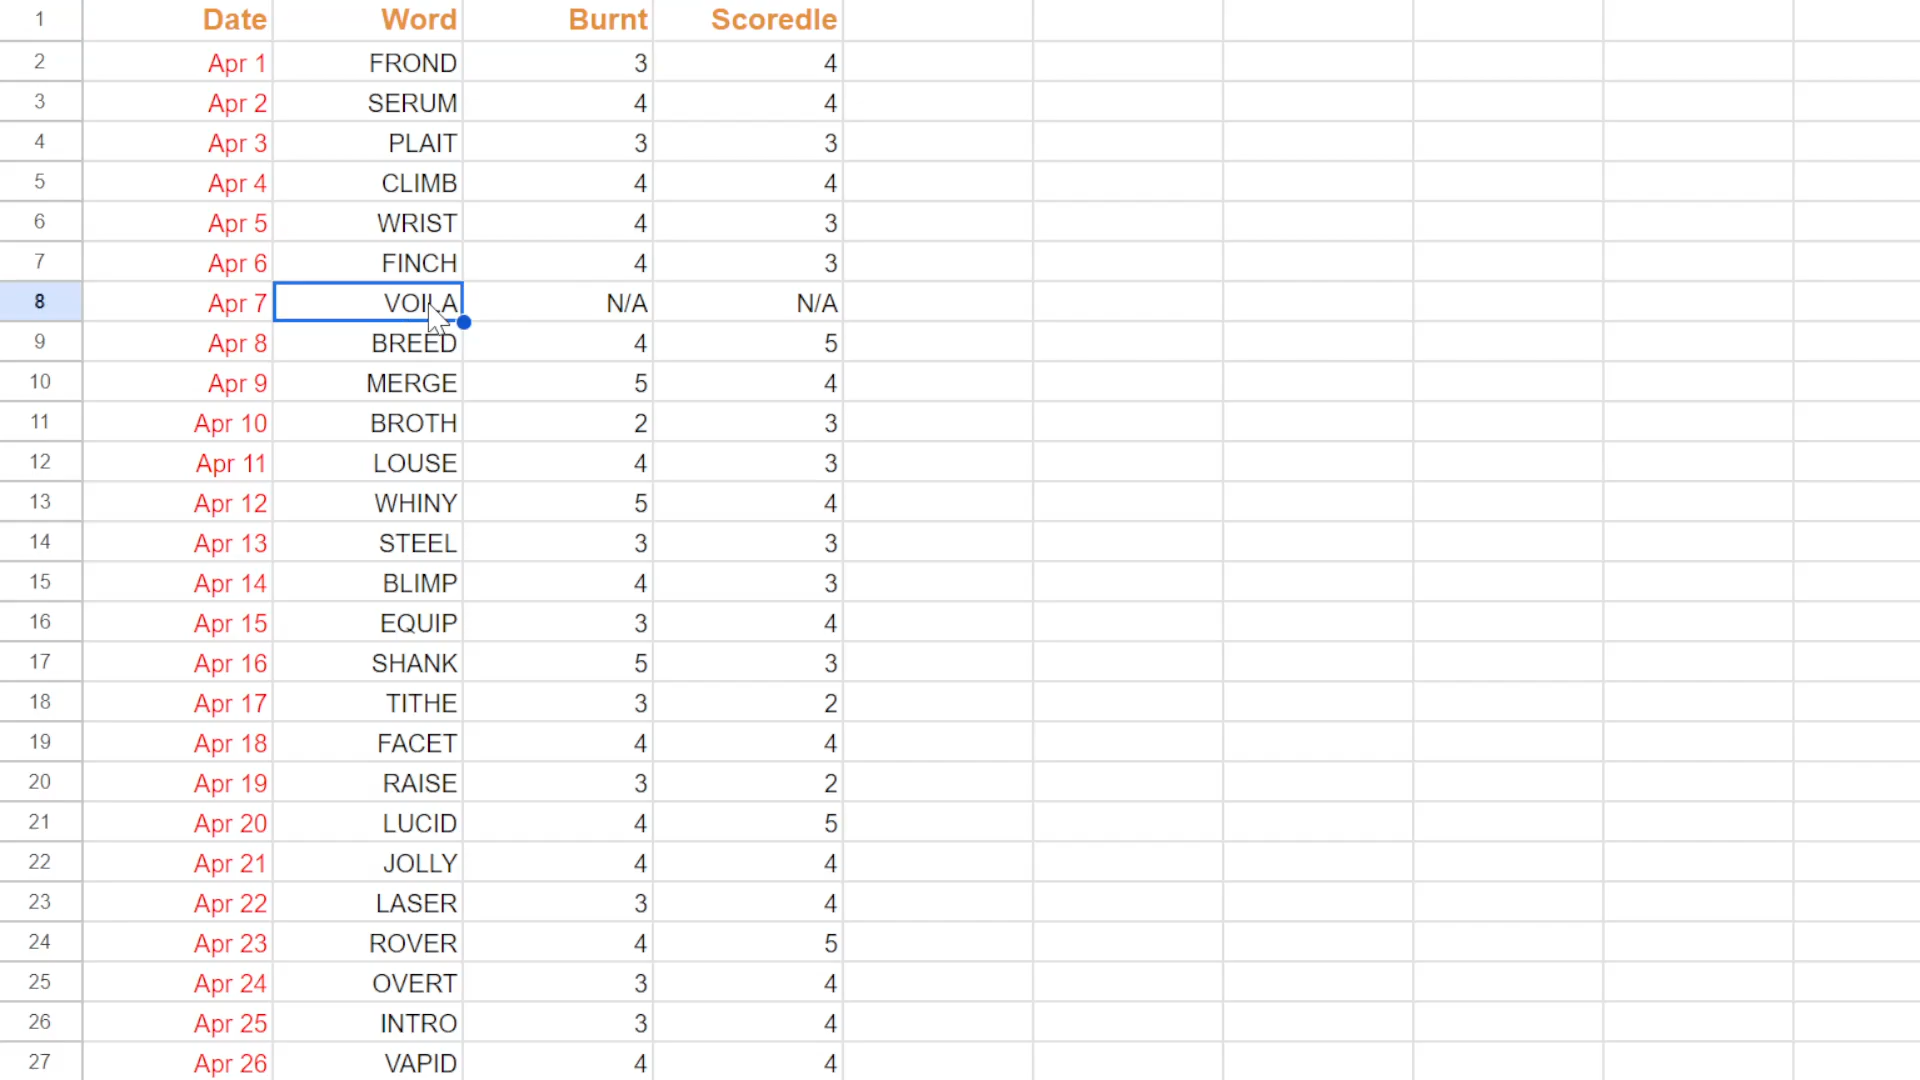 1 Date Word Burnt Scoredle
2 Apr 1 FROND 3 4
3 Apr 2 SERUM 4 4
4 Apr 3 PLAIT 3 3
5 Apr 4 CLIMB 4 4
6 Apr 5 WRIST 4 3
7 Apr 6 FINCH 4 3
8 Apr 7 VOILA N/A N/A
9 Apr 8 BREED 4 5
10 Apr 9 MERGE 5 4
11 Apr 10 BROTH 2 3
12 Apr 11 LOUSE 4 3
13 Apr 12 WHINY 5 4
14 Apr 13 STEEL 3 3
15 Apr 14 BLIMP 4 3
16 Apr 15 EQUIP 3 4
17 Apr 16 SHANK 5 3
18 Apr 17 TITHE 3 2
19 Apr 18 FACET 4 4
20 Apr 19 RAISE 3 2
21 Apr 20 LUCID 4 5
22 Apr 21 JOLLY 4 4
23 Apr 22 LASER 3 4
24 Apr 23 ROVER 4 5
25 Apr 24 OVERT 3 4
26 Apr 25 INTRO 3 4
27 Apr 26 VAPID 4 4